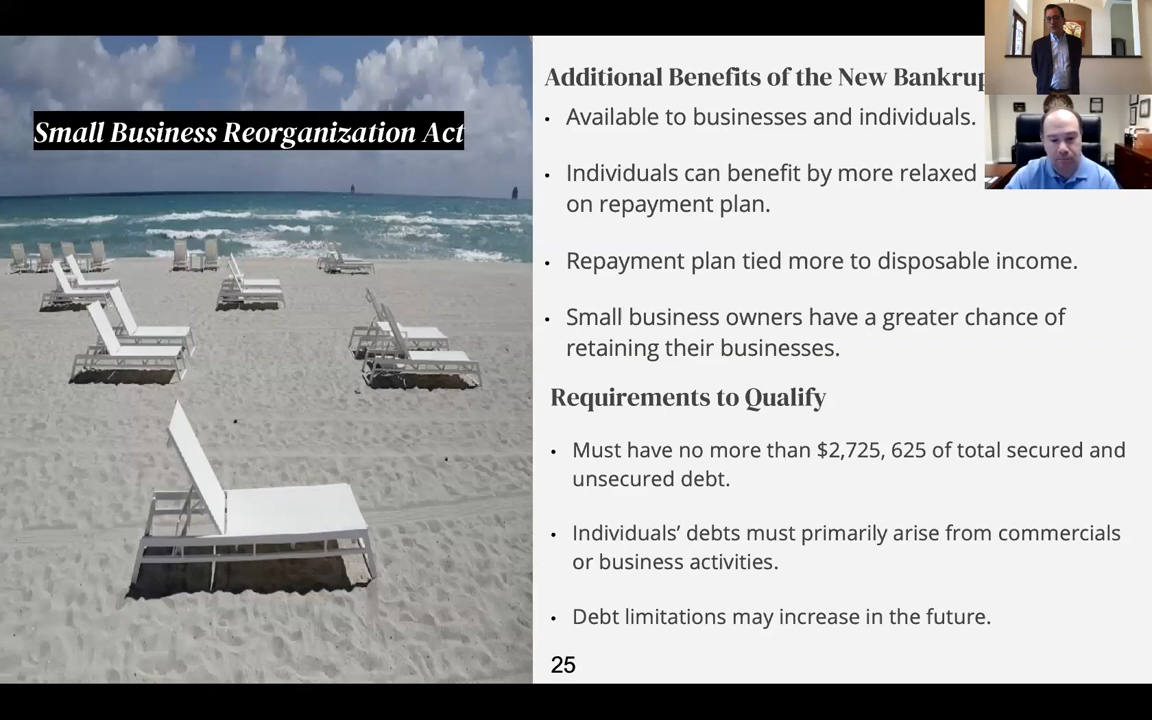 Small Business Reorganization Act
Additional Benefits of the New
• Available to businesses and individuals.
• Individuals can benefit by more relaxed
on repayment plan.
• Repayment plan tied more to disposable income.
• Small business owners have a greater chance of
retaining their businesses.
Requirements to Qualify
• Must have no more than $2,725, 625 of total secured and
unsecured debt.
• Individuals’ debts must primarily arise from commercials
or business activities.
• Debt limitations may increase in the future.
25